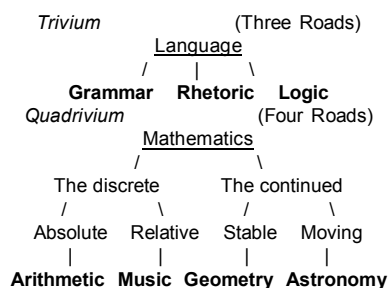 Trivium (Three Roads)
Language
/ | \
Grammar Rhetoric Logic
Quadrivium (Four Roads)
Mathematics
/ \
The discrete The continued
/ \ / \
Absolute Relative Stable Moving
| | | |
Arithmetic Music Geometry Astronomy